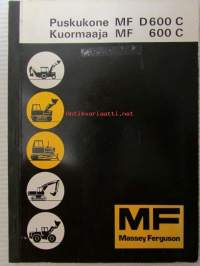 Puskukone MF D600 C
Kuormaaja MF 600 C
MF
Massey Ferguson